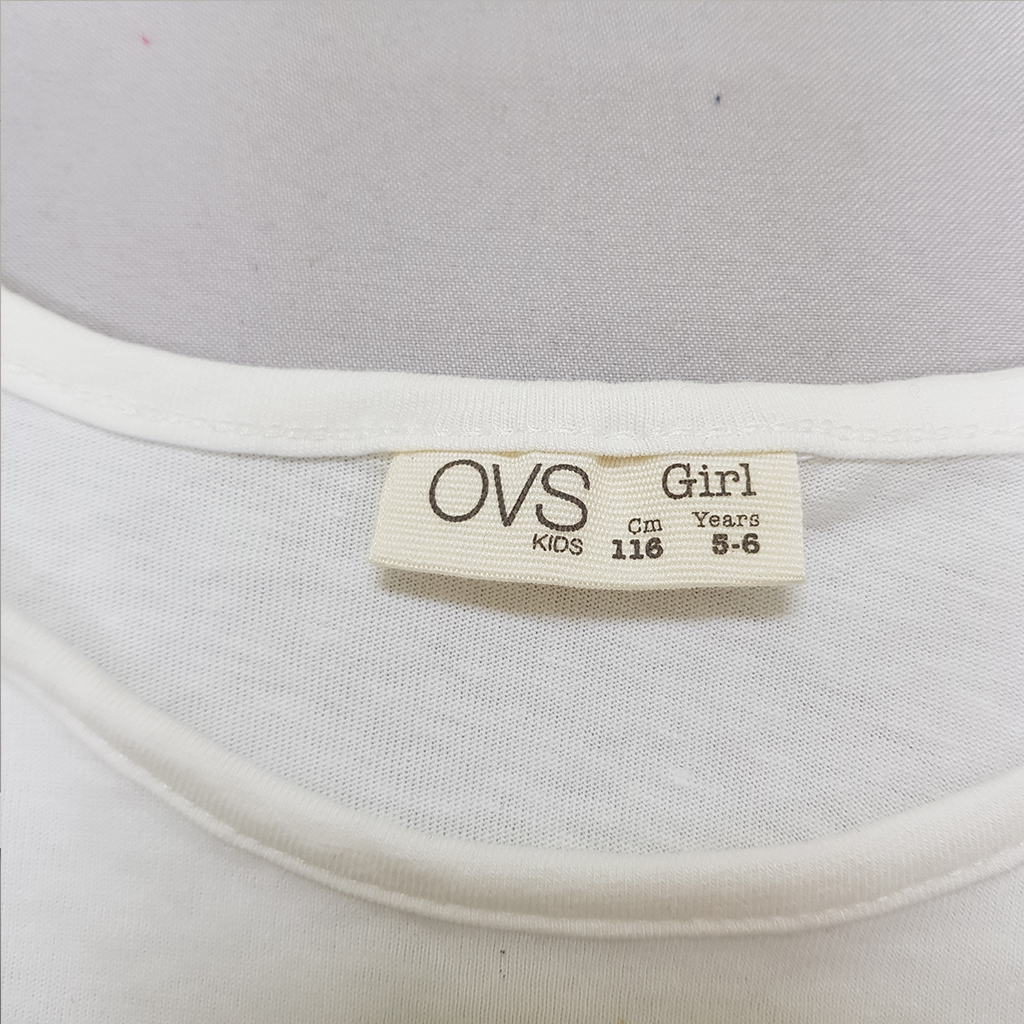 OVS
KIDS
Girl
Cm Years
116 5-6